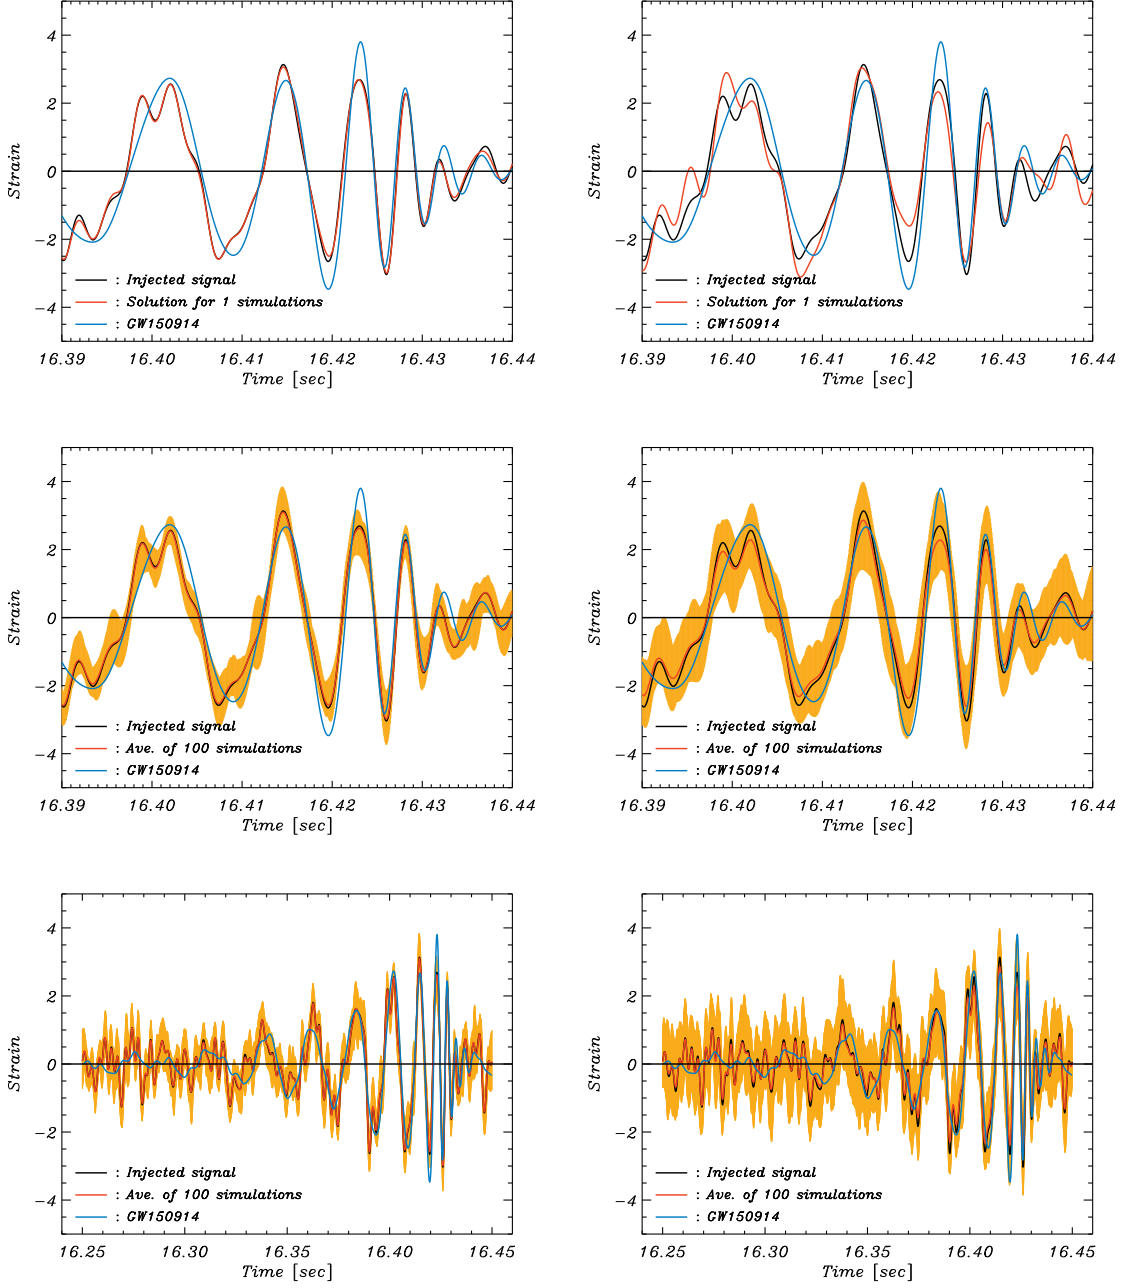 4
2
0
−2
−4
Strain
: Injected signal
: Solution for 1 simulations
: GW150914
16.39 16.40 16.41 16.42 16.43 16.44
Time [sec]
4
2
0
−2
−4
Strain
: Injected signal
: Solution for 1 simulations
: GW150914
16.39 16.40 16.41 16.42 16.43 16.44
Time [sec]
4
2
0
−2
−4
Strain
: Injected signal
: Ave. of 100 simulations
: GW150914
16.39 16.40 16.41 16.42 16.43 16.44
Time [sec]
4
2
0
−2
−4
Strain
: Injected signal
: Ave. of 100 simulations
: GW150914
16.39 16.40 16.41 16.42 16.43 16.44
Time [sec]
4
2
0
−2
−4
Strain
: Injected signal
: Ave. of 100 simulations
: GW150914
16.25 16.30 16.35 16.40 16.45
Time [sec]
4
2
0
−2
−4
Strain
: Injected signal
: Ave. of 100 simulations
: GW150914
16.25 16.30 16.35 16.40 16.45
Time [sec]